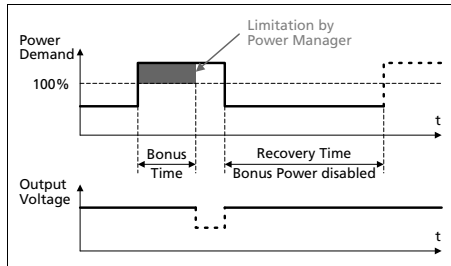 Limitation by
Power Manager
Power
Demand
100%
t
Bonus
Time
Recovery Time
Bonus Power disabled
Output
Voltage
t